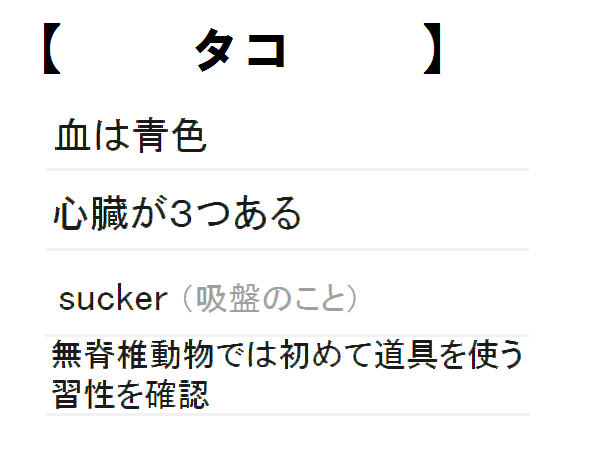 【 タコ 】
血は青色
心臓が3つある
sucker（吸盤のこと）
無脊椎動物では初めて道具を使う
習性を確認